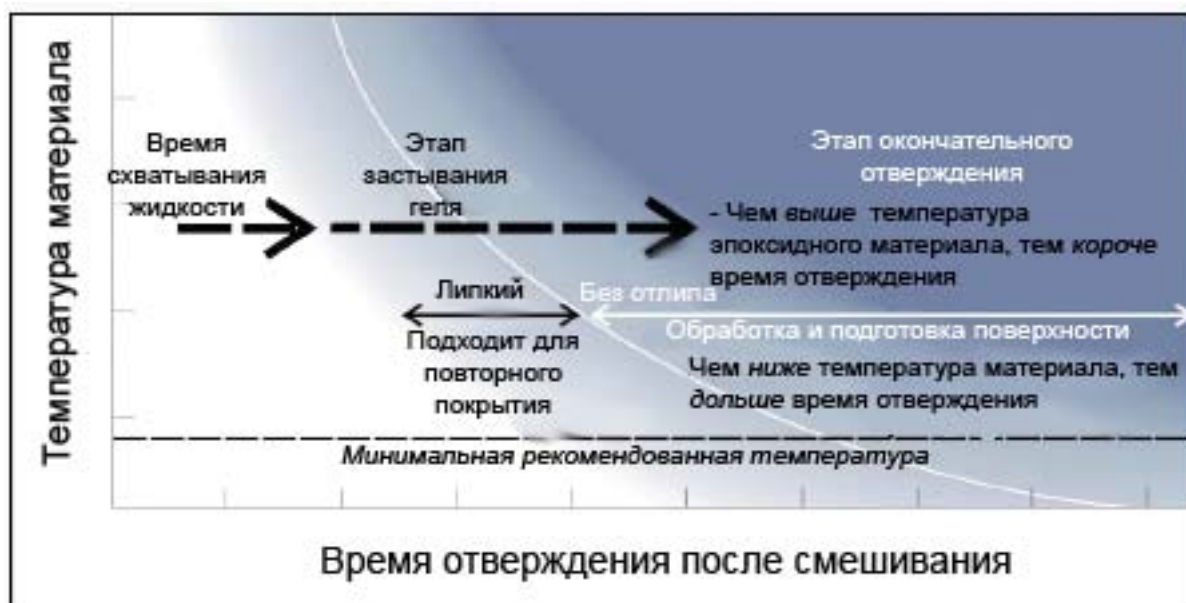 Температура материала
Время
схватывания
жидкости
Этап
застывания
геля
Этап окончательного
отверждения
- Чем выше температура
эпоксидного материала, тем короче
время отверждения
Липкий
Без отлипа
Подходит для
повторного
покрытия
Обработка и подготовка поверхности
Чем ниже температура материала, тем
дольше время отверждения
Минимальная рекомендованная температура
Время отверждения после смешивания